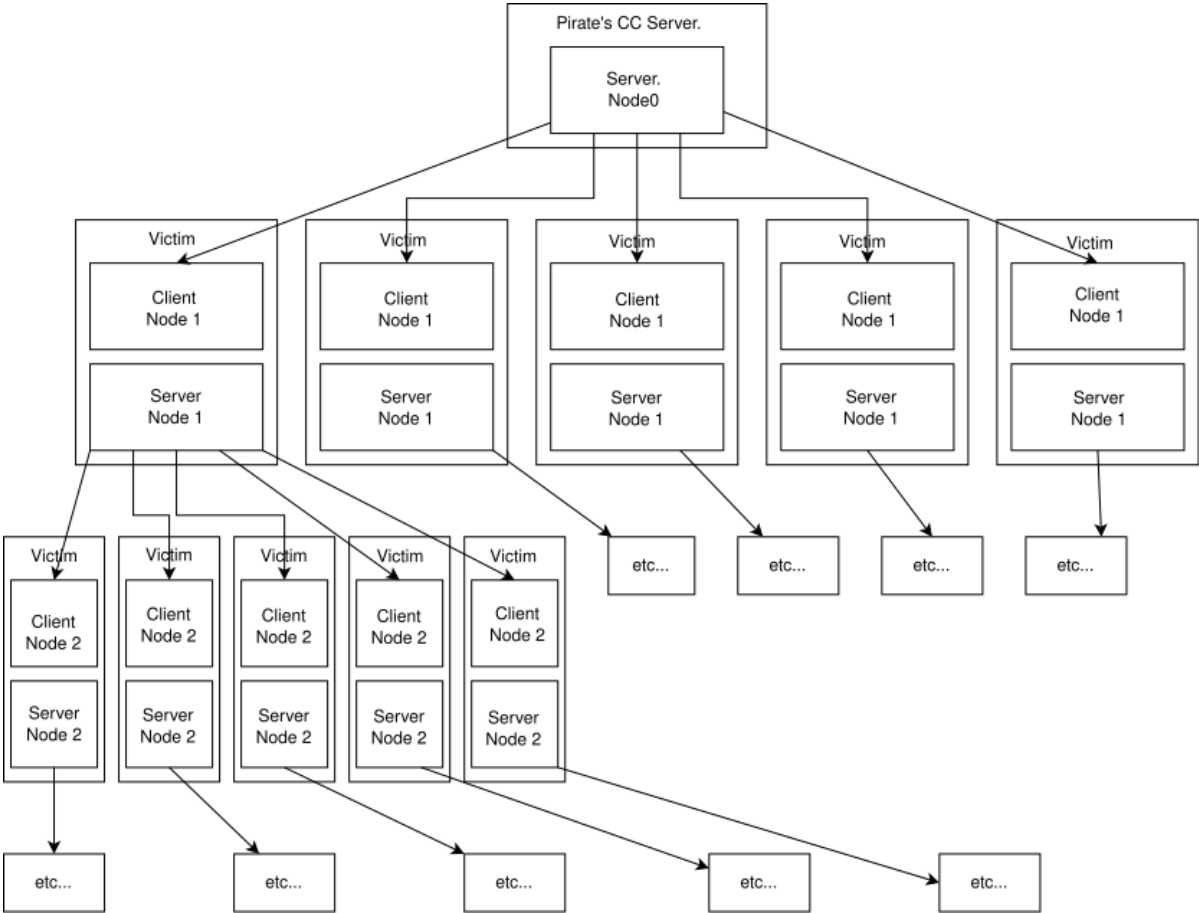 Pirate's CC Server.
Server.
Node0
Victim
Client
Node 1
Server
Node 1
Victim
Client
Node 1
Server
Node 1
Victim
Client
Node 1
Server
Node 1
Victim
Client
Node 1
Server
Node 1
Victim
Client
Node 1
Server
Node 1
etc...
etc...
etc...
etc...
Victim
Client
Node 2
Server
Node 2
Victim
Client
Node 2
Server
Node 2
Victim
Client
Node 2
Server
Node 2
Victim
Client
Node 2
Server
Node 2
Victim
Client
Node 2
Server
Node 2
etc...
etc...
etc...
etc...
etc...